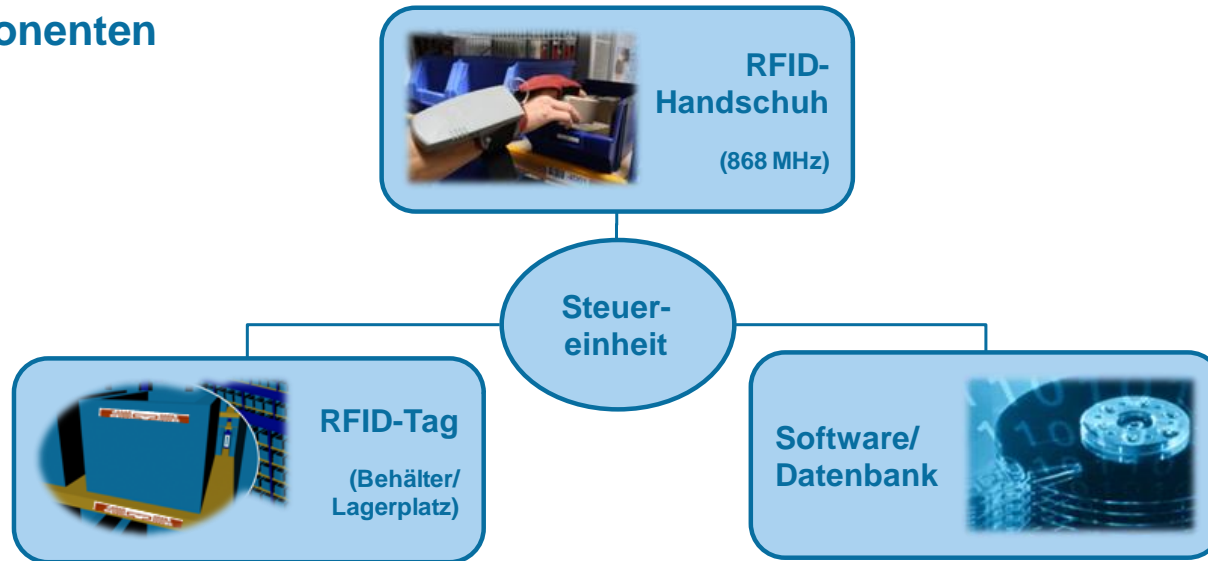 onenten
RFID-
Handschuh
(868 MHz)
Steuer-
einheit
RFID-Tag
(Behälter/
Lagerplatz)
Software/
Datenbank